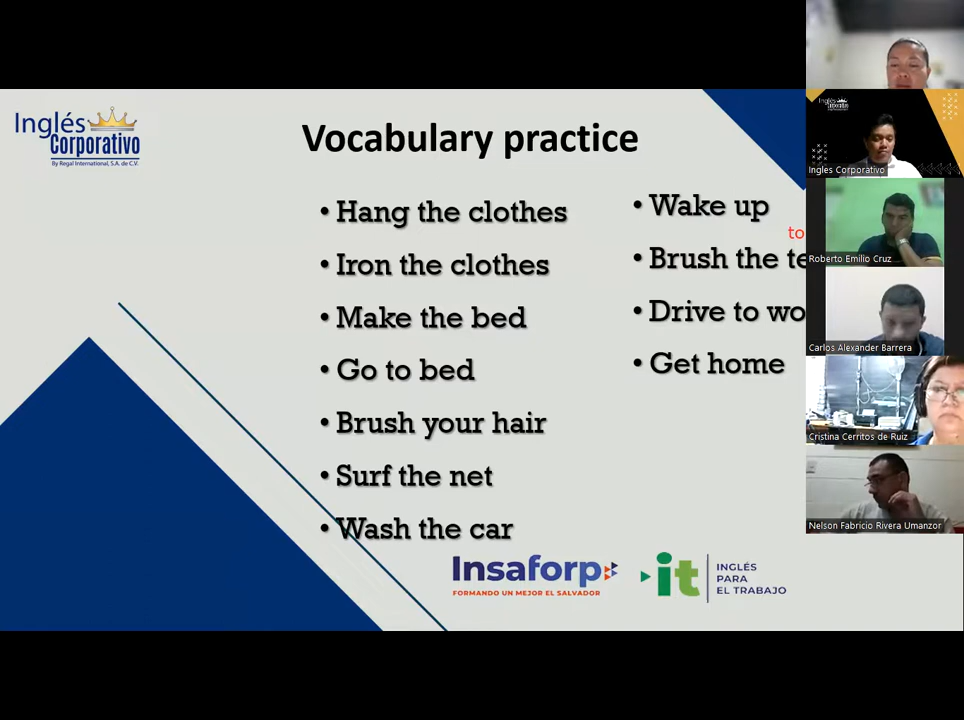 Inglés
Corporativo
By Regal International, S.A. de C.V.
Vocabulary practice
• Hang the clothes
• Iron the clothes
• Make the bed
• Go to bed
• Brush your hair
• Surf the net
• Wash the car
• Wake up
to
• Brush the te
• Drive to wo
• Get home
Insaforp
FORMANDO UN MEJOR EL SALVADOR
it
INGLÉS
PARA
EL TRABAJO
Inglés
Corporativo
Ingles Corporativo
Roberto Emilio Cruz
Carlos Alexander Barrera
Cristina Cerritos de Ruiz
Nelson Fabricio Rivera Umanzor